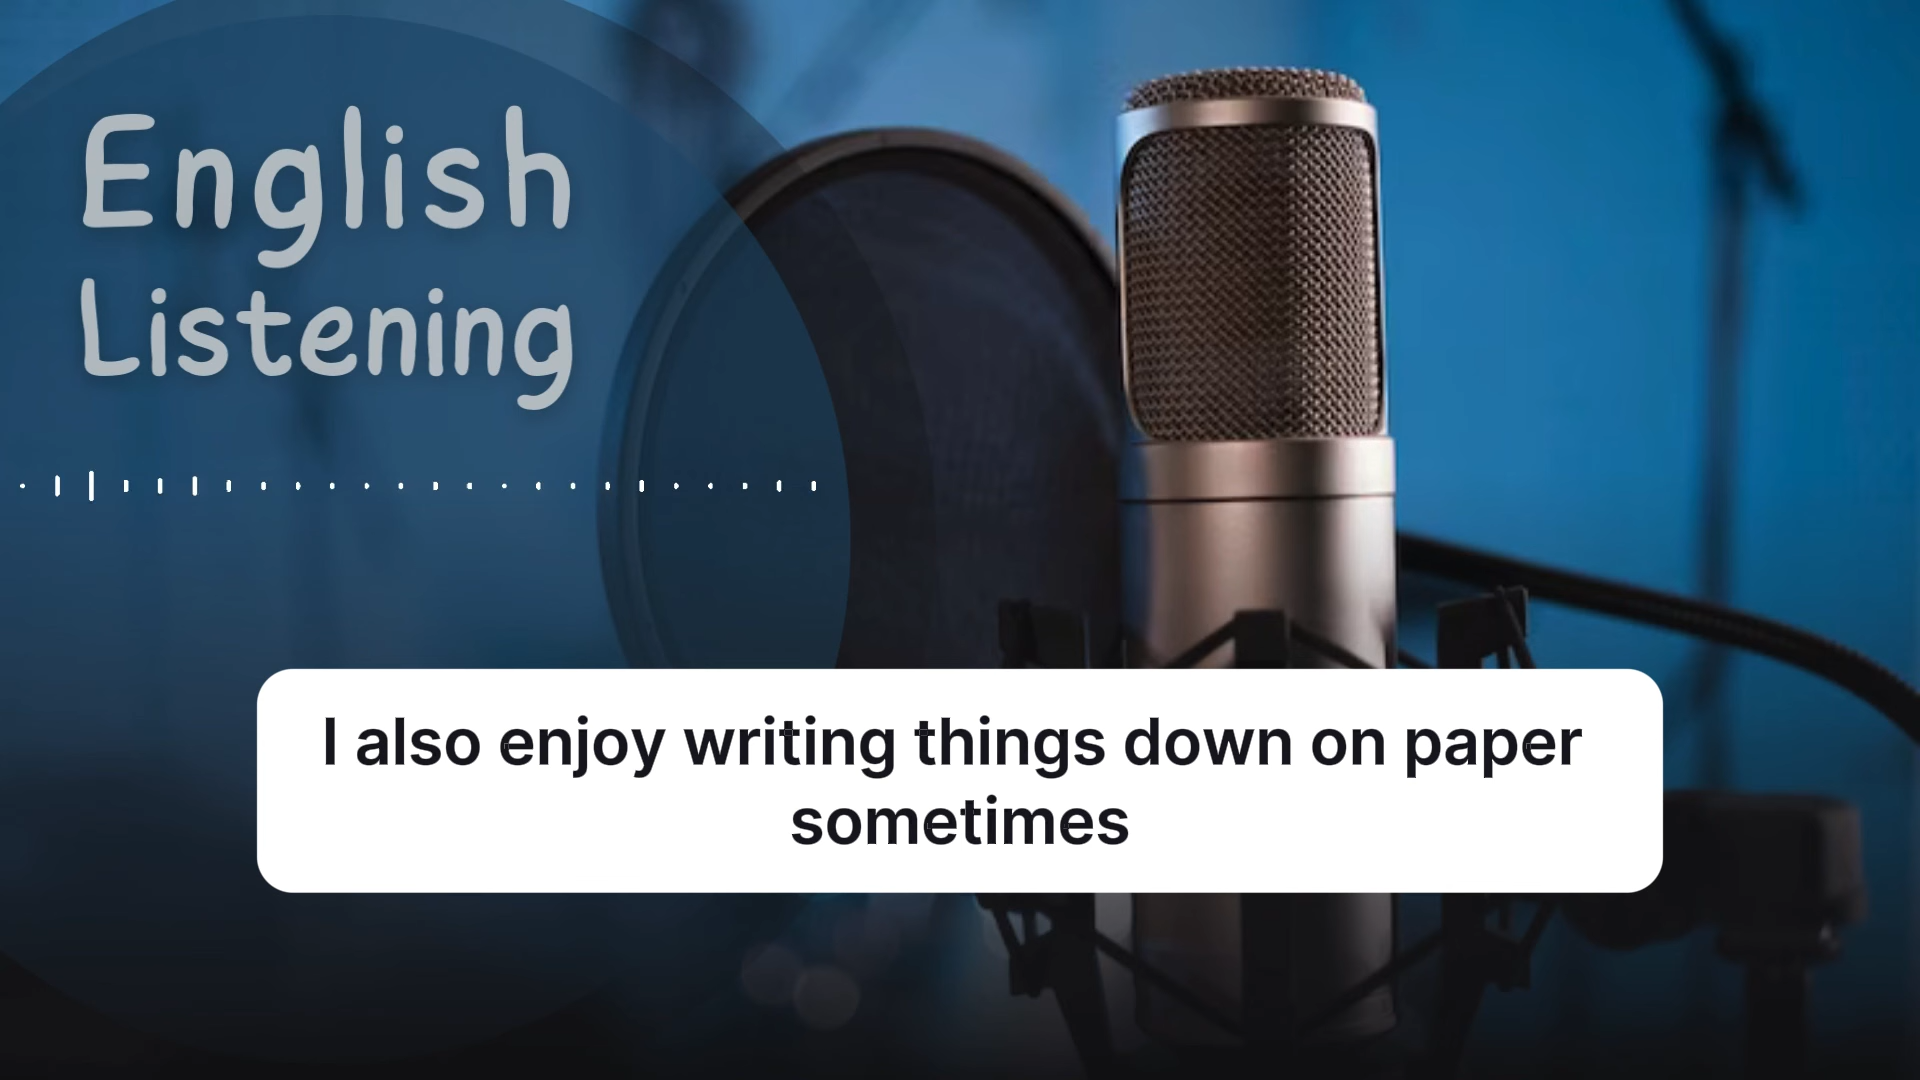 English
Listening
I also enjoy writing things down on paper
sometimes